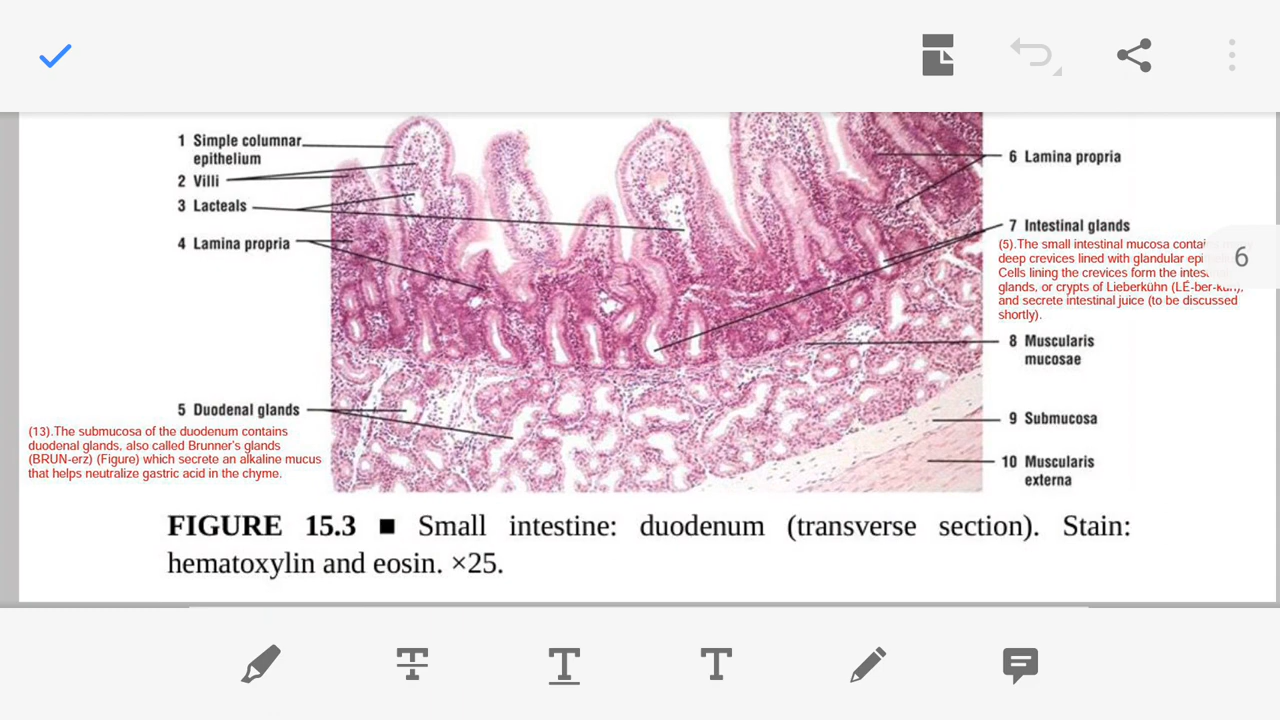 1 Simple columnar
epithelium
2 Villi
3 Lacteals
4 Lamina propria
5 Duodenal glands
(13).The submucosa of the duodenum contains
duodenal glands, also called Brunner's glands
(BRUN-erz) (Figure) which secrete an alkaline mucus
that helps neutralize gastric acid in the chyme.
6 Lamina propria
7 Intestinal glands
(5).The small intestinal mucosa
deep crevices lined with glandular
Cells lining the crevices form the
glands, or crypts of Lieberkühn
and secrete intestinal juice (to be discussed
shortly).
6
8 Muscularis
mucosae
9 Submucosa
10 Muscularis
externa
FIGURE 15.3 ■ Small intestine: duodenum (transverse section). Stain:
hematoxylin and eosin. ×25.